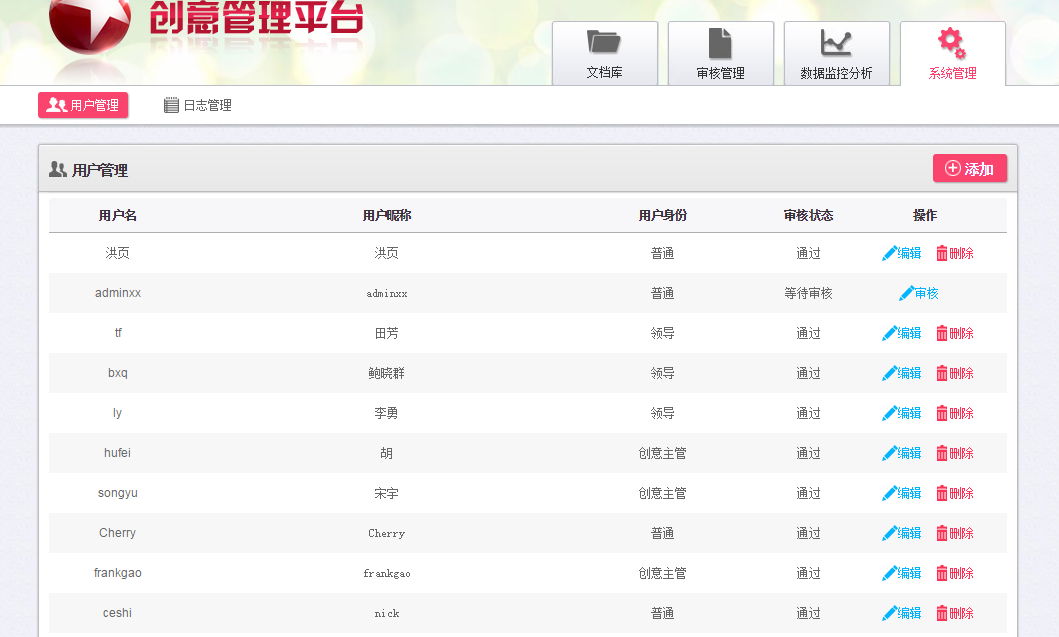 创意管理平台
文档库 审核管理 数据监控分析 系统管理
用户管理 日志管理
用户管理 添加
用户名 用户昵称 用户身份 审核状态 操作
洪页 洪页 普通 通过 编辑 删除
adminxx adminxx 普通 等待审核 审核
tf 田芳 领导 通过 编辑 删除
bxq 鲍晓群 领导 通过 编辑 删除
ly 李勇 领导 通过 编辑 删除
hufei 胡 创意主管 通过 编辑 删除
songyu 宋宇 创意主管 通过 编辑 删除
Cherry Cherry 普通 通过 编辑 删除
frankgao frankgao 创意主管 通过 编辑 删除
ceshi nick 普通 通过 编辑 删除